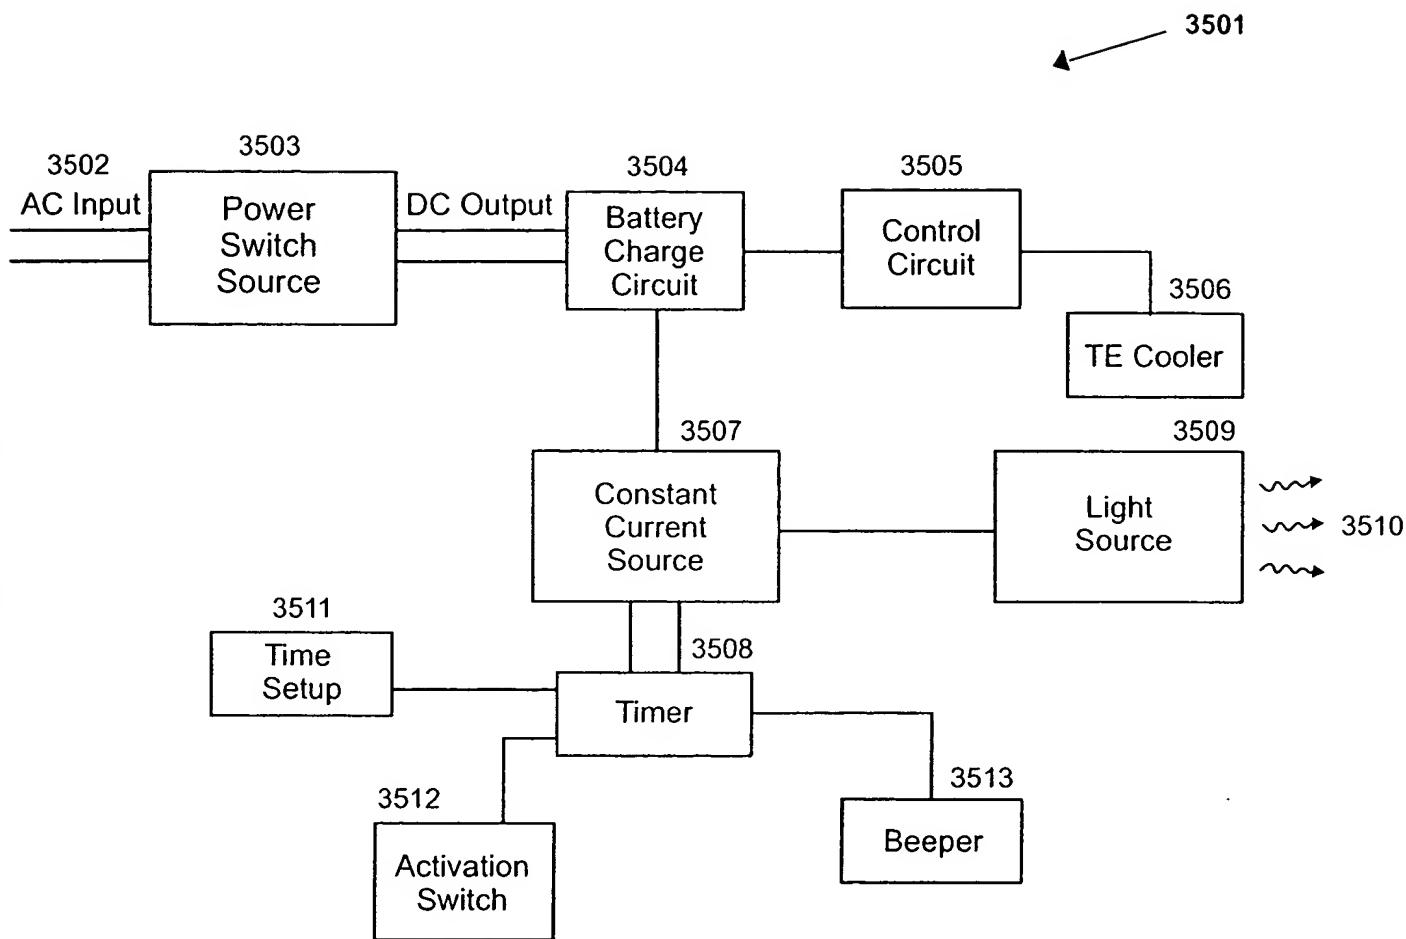 3501
3502
AC Input
3503
Power
Switch
Source
DC Output
3504
Battery
Charge
Circuit
3505
Control
Circuit
3506
TE Cooler
3507
Constant
Current
Source
3509
Light
Source
3510
3511
Time
Setup
3508
Timer
3512
Activation
Switch
3513
Beeper